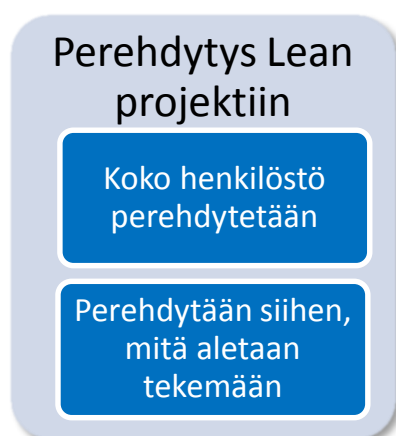 Perehdytys Lean
projektiin
Koko henkilöstö
perehdytetään
Perehdytään siihen,
mitä aletaan
tekemään